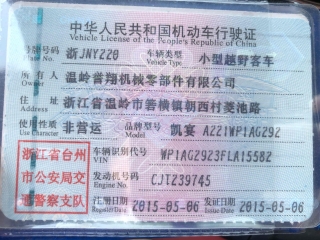 中华人民共和国机动车行驶证
Vehicle License of the People's Republic of China
号牌号码 浙JNY220 车辆类型 小型越野客车
Plate No. Vehicle Type
所有人 温岭普翔机械零部件有限公司
Owner
住址 浙江省温岭市箬横镇朝西村菱池路
Address
使用性质 非营运 品牌型号 凯宴 AZ21WP1AG292
Use Character Model
浙江省台州 车辆识别代号 WP1AG2923FLA15582
VIN
市公安局交 发动机号码 CJT239745
Engine No.
通警察支队 注册日期 2015-05-06 发证日期 2015-05-06
Register Date Issue Date